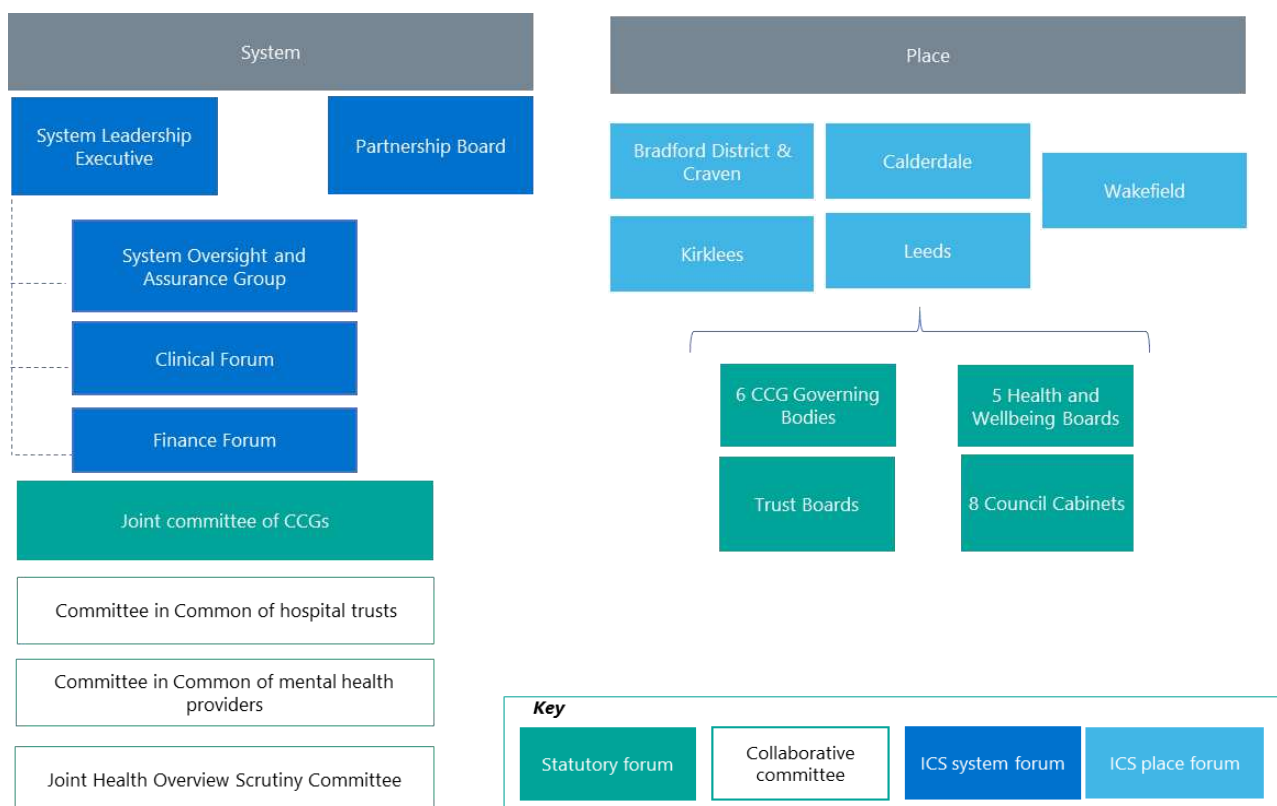 System
System Leadership
Executive
Partnership Board
System Oversight and
Assurance Group
Clinical Forum
Finance Forum
Joint committee of CCGs
Committee in Common of hospital trusts
Committee in Common of mental health
providers
Joint Health Overview Scrutiny Committee
Place
Bradford District &
Craven
Calderdale
Wakefield
Kirklees
Leeds
6 CCG Governing
Bodies
5 Health and
Wellbeing Boards
Trust Boards
8 Council Cabinets
Key
Statutory forum
Collaborative
committee
ICS system forum
ICS place forum